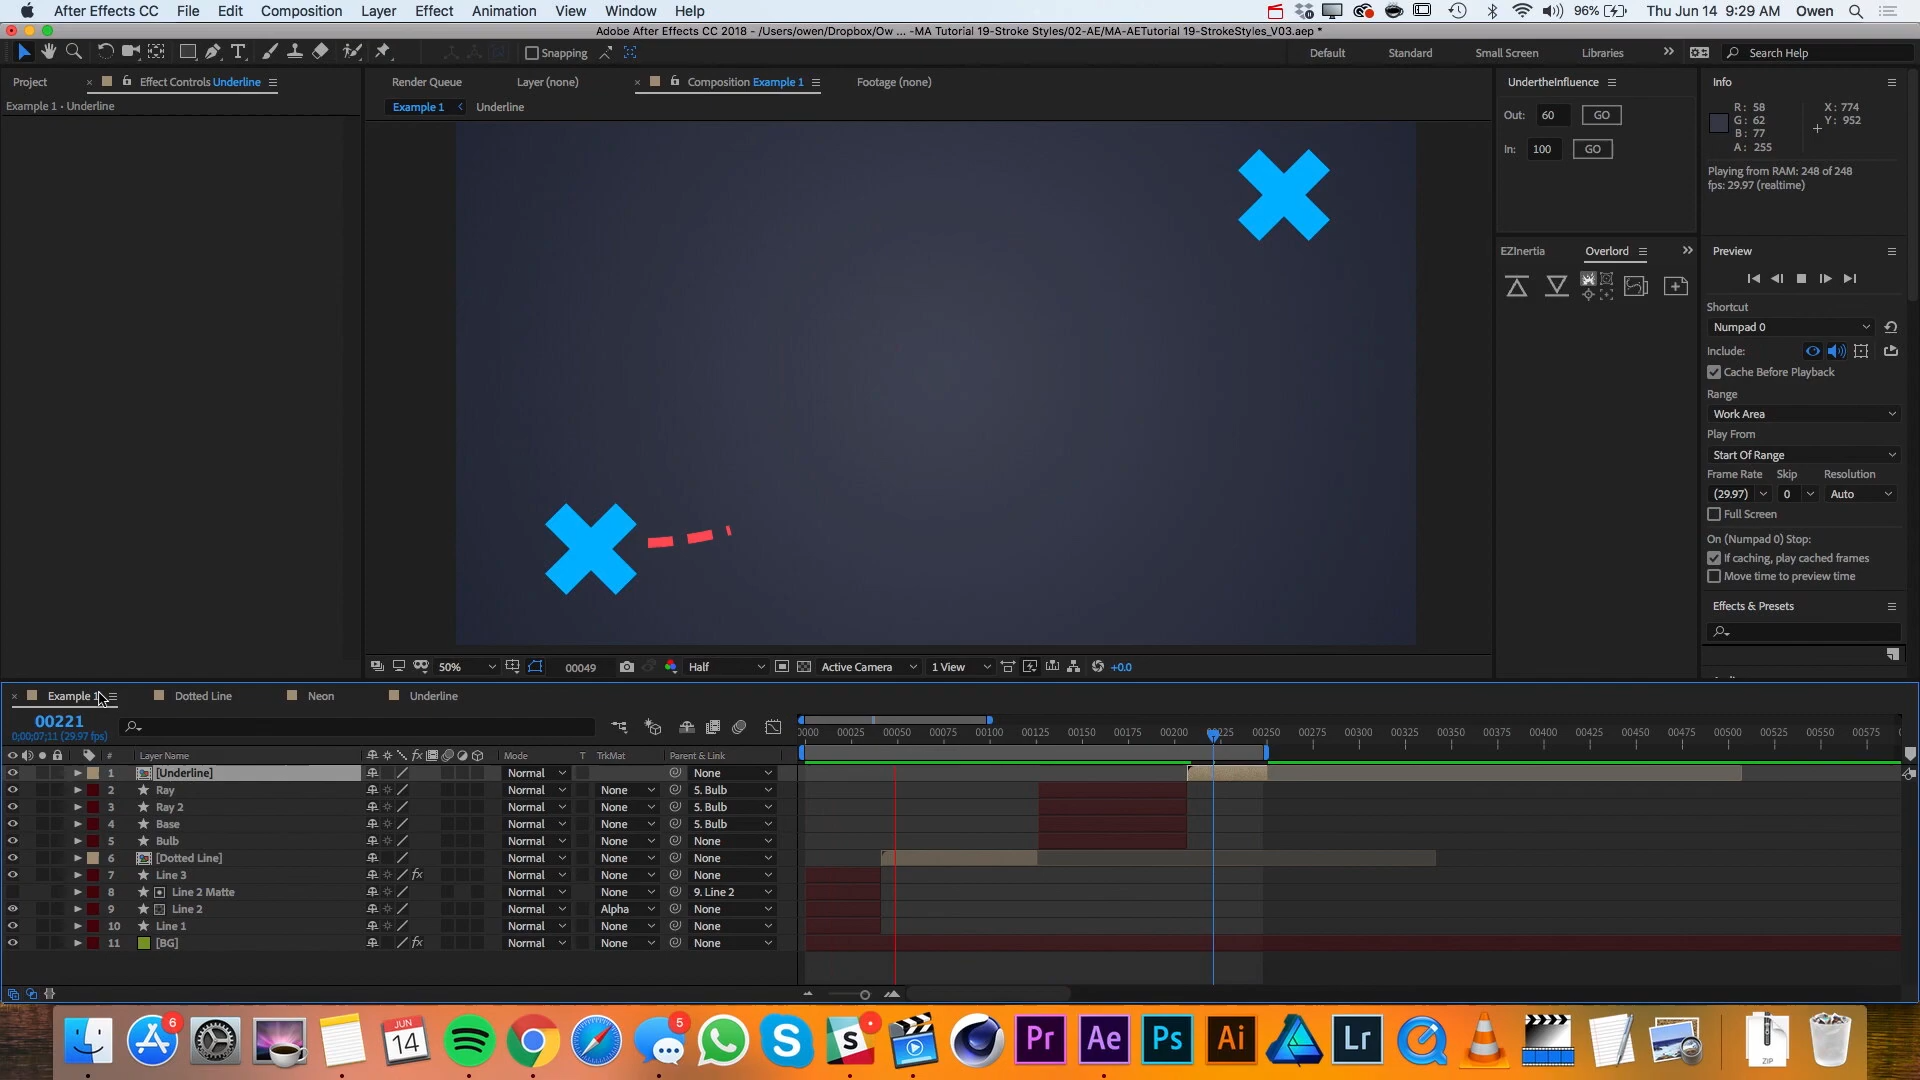 After Effects CC File Edit Composition Layer Effect Animation View Window Help 96% Thu Jun 14 9:29 AM Owen
Adobe After Effects CC 2018 - /Users/owen/Dropbox/Ow ... -MA Tutorial 19-Stroke Styles/02-AE/MA-AETutorial 19-StrokeStyles_V03.aep *
Snapping Default Standard Small Screen Libraries Search Help
Project Effect Controls Underline Render Queue Layer (none) Composition Example 1 Footage (none) UndertheInfluence Info
Example 1 • Underline Example 1 Underline
Out: 60 GO
In: 100 GO
R: 58 X: 774
G: 62 Y: 952
B: 77
A: 255
Playing from RAM: 248 of 248
fps: 29.97 (realtime)
EZInertia Overlord Preview
Shortcut
Numpad 0
Include:
Cache Before Playback
Range
Work Area
Play From
Start Of Range
Frame Rate Skip Resolution
(29.97) 0 Auto
Full Screen
On (Numpad 0) Stop:
If caching, play cached frames
Move time to preview time
Effects & Presets
50% 00049 Half Active Camera 1 View +0.0
Example 1 Dotted Line Neon Underline
00221
0;00;07;11 (29.97 fps)
0000 00025 00050 00075 00100 00125 00150 00175 00200 00225 00250 00275 00300 00325 00350 00375 00400 00425 00450 00475 00500 00525 00550 00575
# Layer Name Mode T TrkMat Parent & Link
1 [Underline] Normal None
2 Ray Normal None 5. Bulb
3 Ray 2 Normal None 5. Bulb
4 Base Normal None 5. Bulb
5 Bulb Normal None None
6 [Dotted Line] Normal None None
7 Line 3 fx Normal None None
8 Line 2 Matte Normal None 9. Line 2
9 Line 2 Normal Alpha None
10 Line 1 Normal None None
11 [BG] fx Normal None None
6 JUN 14 5 S S Pr Ae Ps Ai Lr ZIP